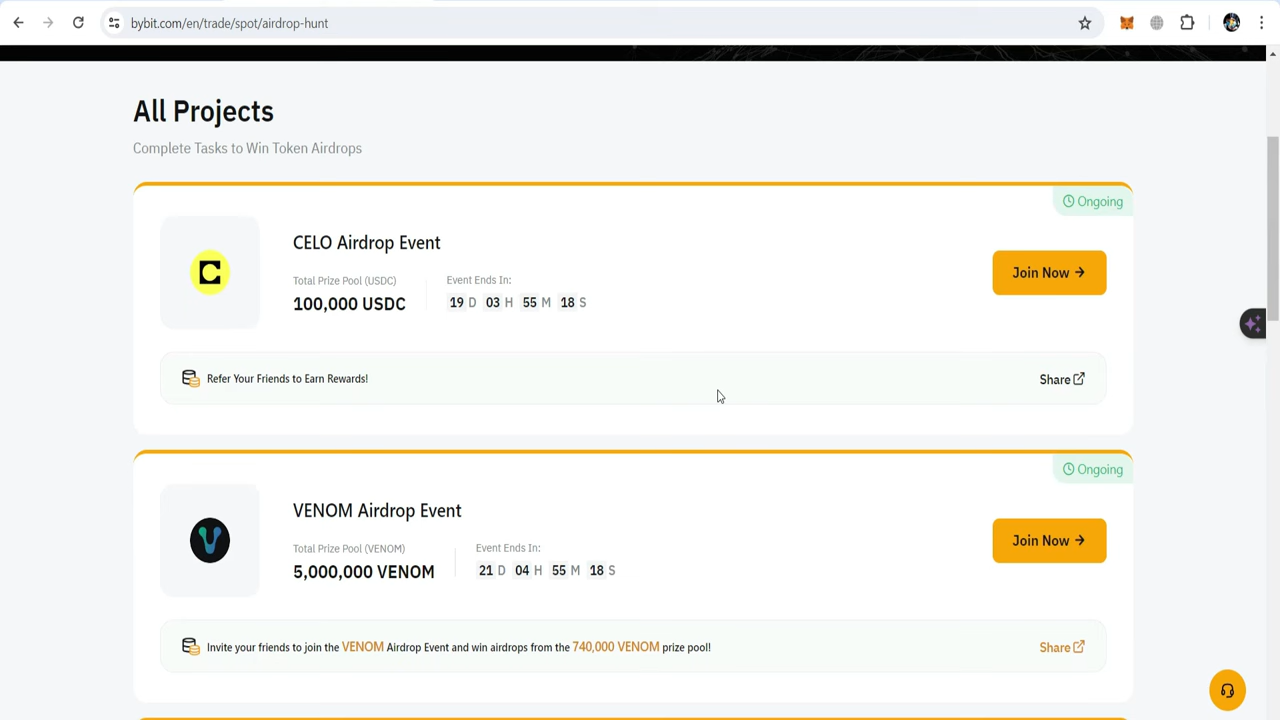 bybit.com/en/trade/spot/airdrop-hunt
All Projects
Complete Tasks to Win Token Airdrops
Ongoing
CELO Airdrop Event
Total Prize Pool (USDC)
100,000 USDC
Event Ends In:
19 D 03 H 55 M 18 S
Join Now →
Refer Your Friends to Earn Rewards!
Share
Ongoing
VENOM Airdrop Event
Total Prize Pool (VENOM)
5,000,000 VENOM
Event Ends In:
21 D 04 H 55 M 18 S
Join Now →
Invite your friends to join the VENOM Airdrop Event and win airdrops from the 740,000 VENOM prize pool!
Share